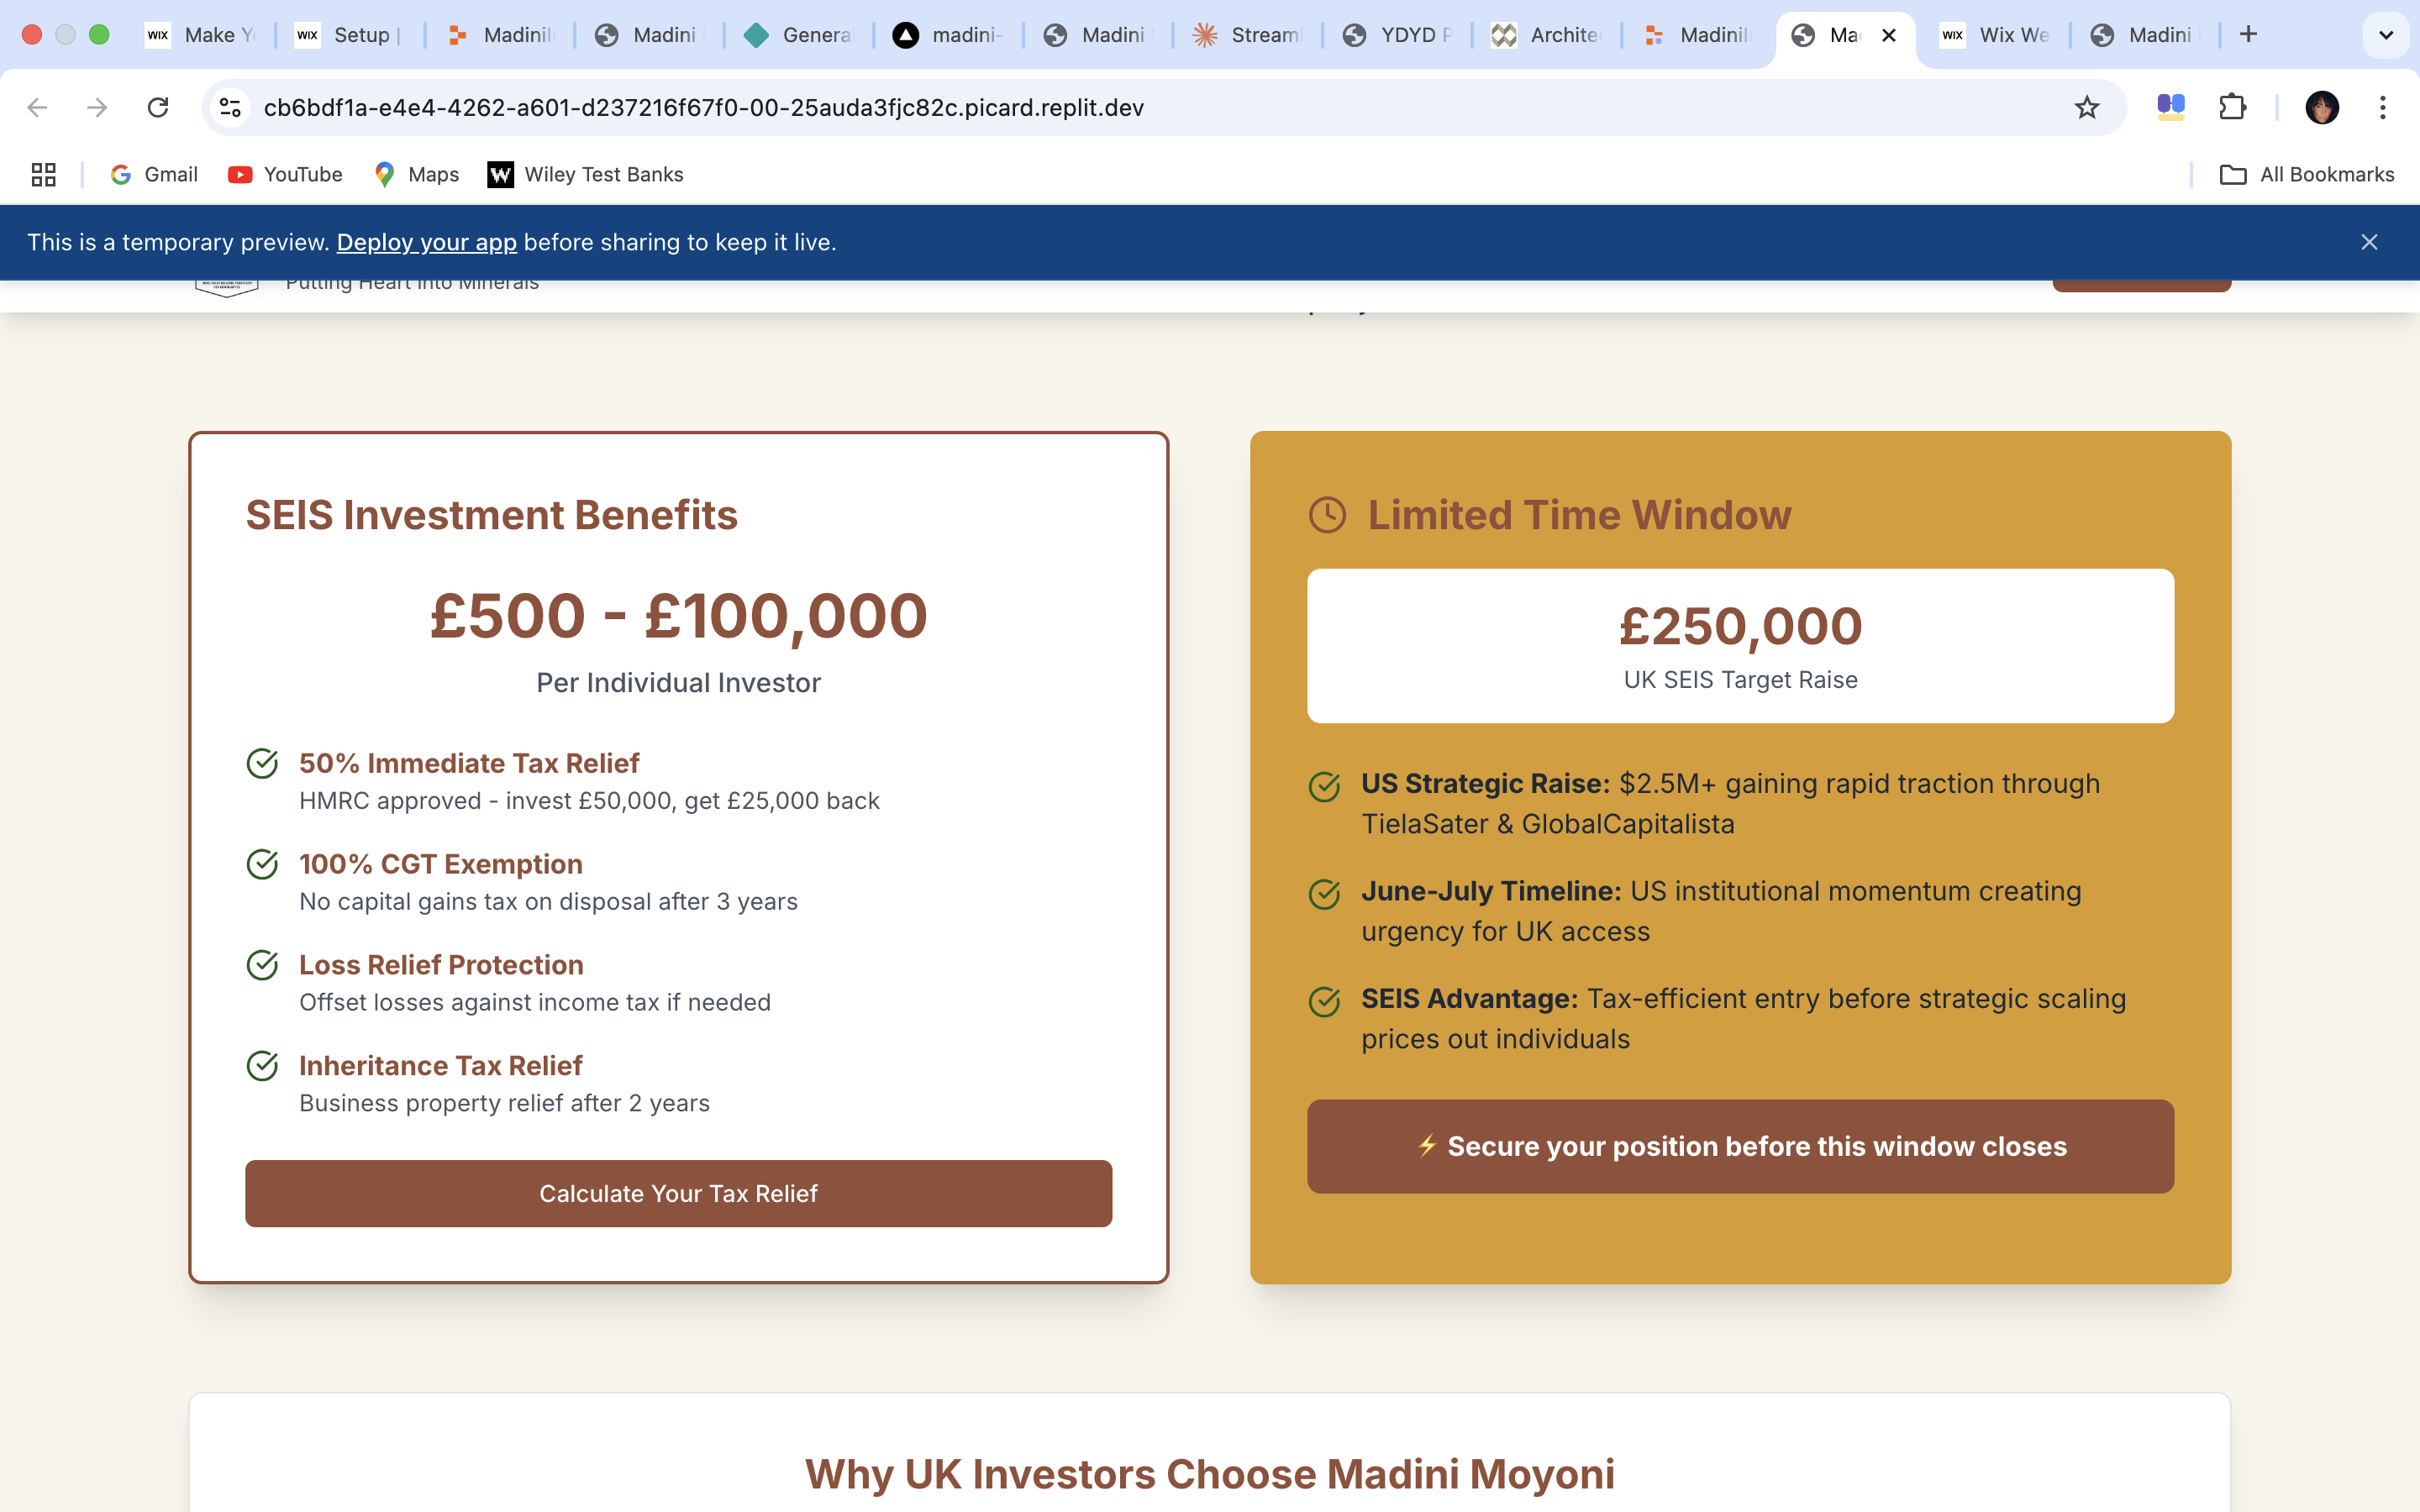 WIX Make Y
WIX Setup |
Madinil
Madini
Genera
madini-
Madini
Streaml
YDYD P
Archite
Madinil
Ma
WIX Wix We
Madini
cb6bdf1a-e4e4-4262-a601-d237216f67f0-00-25auda3fjc82c.picard.replit.dev
Gmail
YouTube
Maps
W Wiley Test Banks
All Bookmarks
This is a temporary preview. Deploy your app before sharing to keep it live.
Putting Heart into Minerals
SEIS Investment Benefits
£500 - £100,000
Per Individual Investor
50% Immediate Tax Relief
HMRC approved - invest £50,000, get £25,000 back
100% CGT Exemption
No capital gains tax on disposal after 3 years
Loss Relief Protection
Offset losses against income tax if needed
Inheritance Tax Relief
Business property relief after 2 years
Calculate Your Tax Relief
Limited Time Window
£250,000
UK SEIS Target Raise
US Strategic Raise: $2.5M+ gaining rapid traction through
TielaSater & GlobalCapitalista
June-July Timeline: US institutional momentum creating
urgency for UK access
SEIS Advantage: Tax-efficient entry before strategic scaling
prices out individuals
⚡ Secure your position before this window closes
Why UK Investors Choose Madini Moyoni